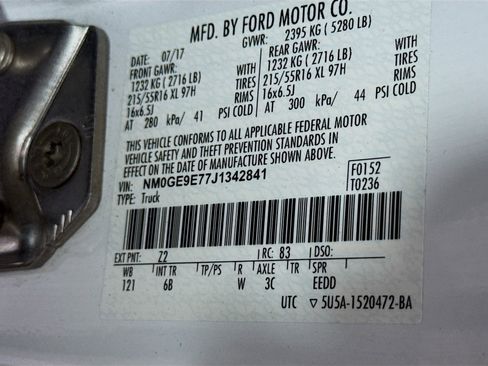 MFD. BY FORD MOTOR CO.
DATE: 07/17 GVWR: 2395 KG ( 5280 LB)
FRONT GAWR: WITH REAR GAWR: WITH
1232 KG ( 2716 LB) TIRES 1232 KG ( 2716 LB) TIRES
215/55R16 XL 97H RIMS 215/55R16 XL 97H RIMS
16x6.5J 16x6.5J
AT 280 kPa/ 41 PSI COLD AT 300 kPa/ 44 PSI COLD
THIS VEHICLE CONFORMS TO ALL APPLICABLE FEDERAL MOTOR
VEHICLE SAFETY AND THEFT PREVENTION STANDARDS IN
EFFECT ON THE DATE OF MANUFACTURE SHOWN ABOVE.
VIN: NM0GE9E77J1342841 F0152
TYPE: Truck T0236
EXT PNT: Z2 RC: 83 DSO:
WB INT TR TP/PS R AXLE TR SPR
121 6B W 3C EEDD
UTC ▽5U5A-1520472-BA